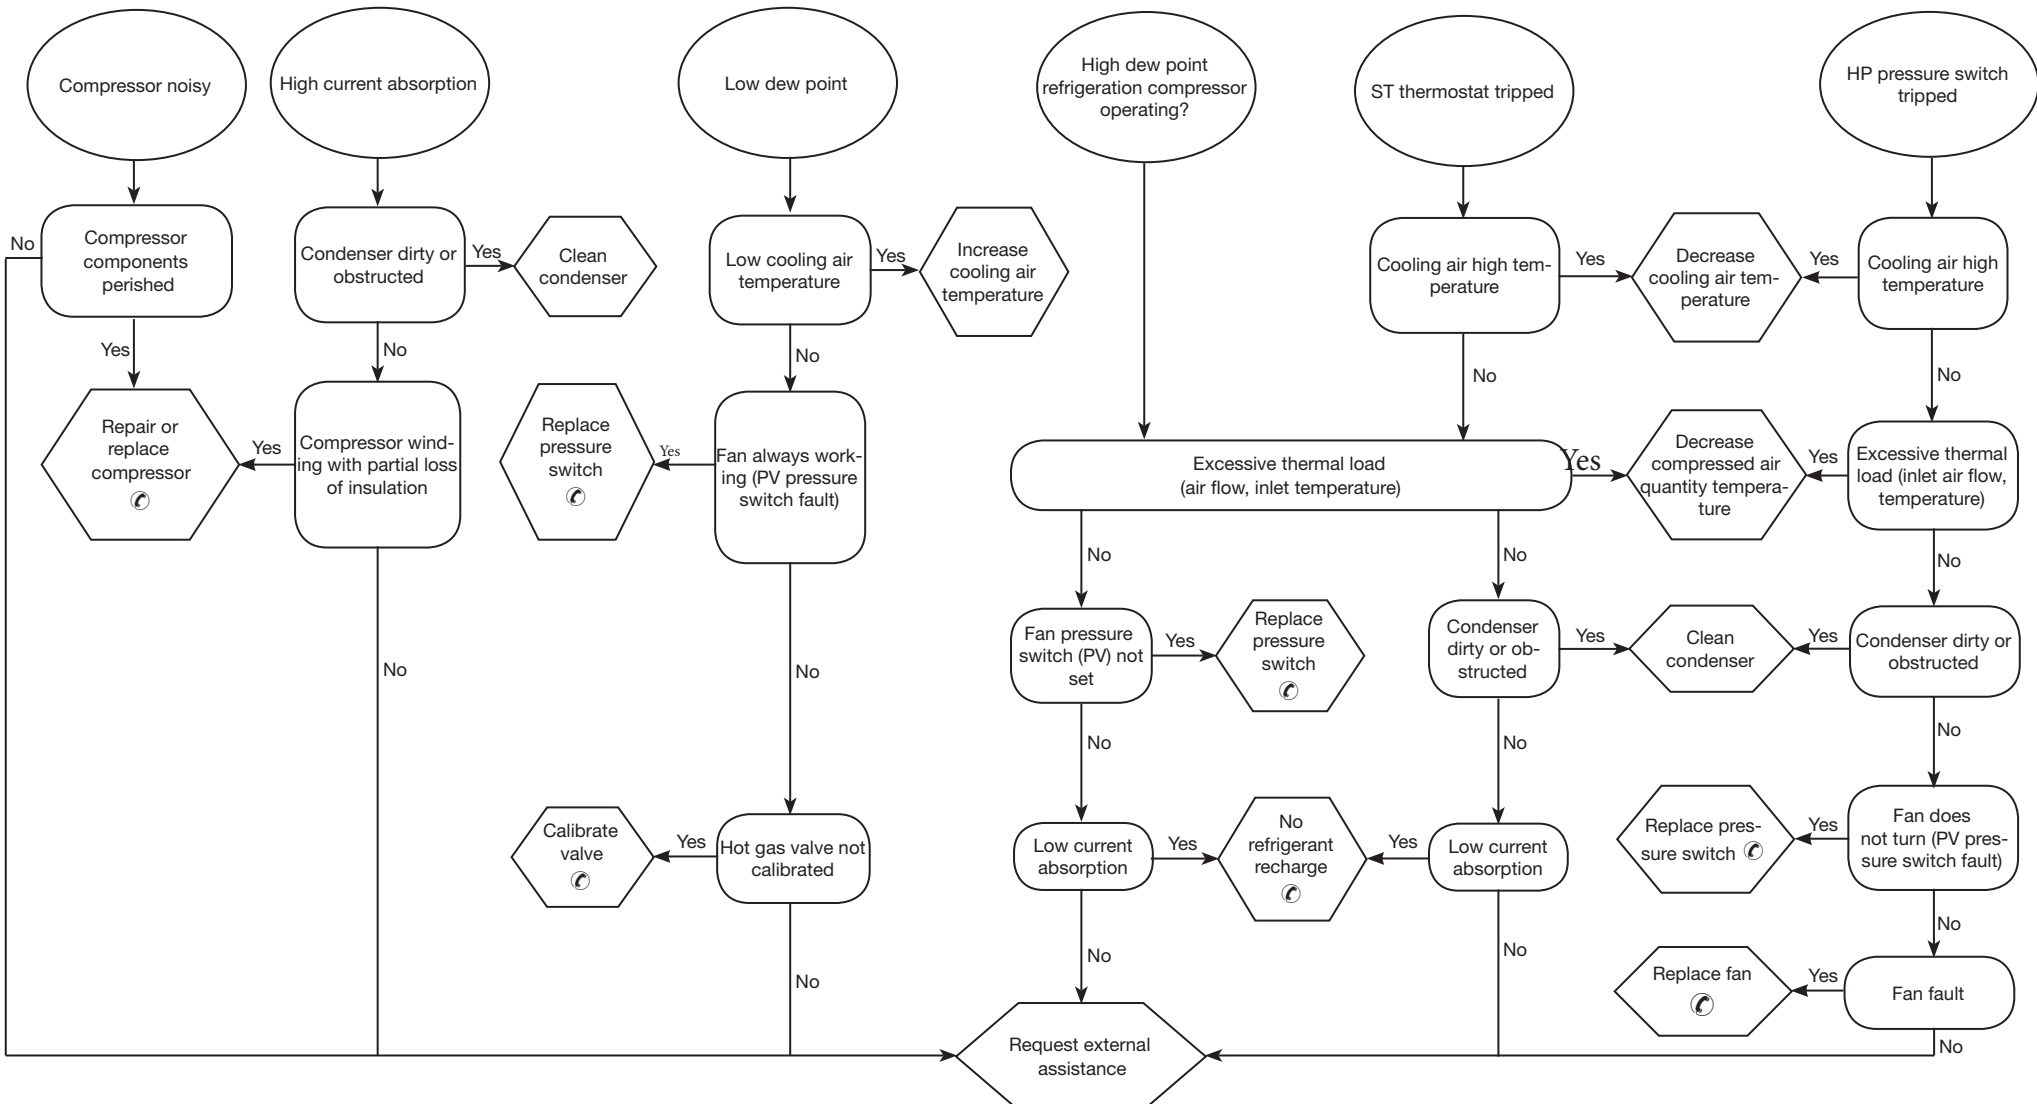 Compressor noisy
High current absorption
Low dew point
High dew point
refrigeration compressor
operating?
ST thermostat tripped
HP pressure switch
tripped
No
Compressor
components
perished
Condenser dirty or
obstructed
Yes
Clean
condenser
Low cooling air
temperature
Yes
Increase
cooling air
temperature
Cooling air high tem-
perature
Yes
Decrease
cooling air tem-
perature
Yes
Cooling air high
temperature
Yes
No
No
No
No
Repair or
replace
compressor
Yes
Compressor wind-
ing with partial loss
of insulation
Replace
pressure
switch
Yes
Fan always work-
ing (PV pressure
switch fault)
Excessive thermal load
(air flow, inlet temperature)
Yes
Decrease
compressed air
quantity tempera-
ture
Yes
Excessive thermal
load (inlet air flow,
temperature)
No
No
No
Fan pressure
switch (PV) not
set
Yes
Replace
pressure
switch
Condenser
dirty or ob-
structed
Yes
Clean
condenser
Yes
Condenser dirty or
obstructed
No
No
No
No
No
Calibrate
valve
Yes
Hot gas valve not
calibrated
Low current
absorption
Yes
No
refrigerant
recharge
Yes
Low current
absorption
Replace pres-
sure switch
Yes
Fan does
not turn (PV pres-
sure switch fault)
No
No
No
No
Replace fan
Yes
Fan fault
Request external
assistance
No